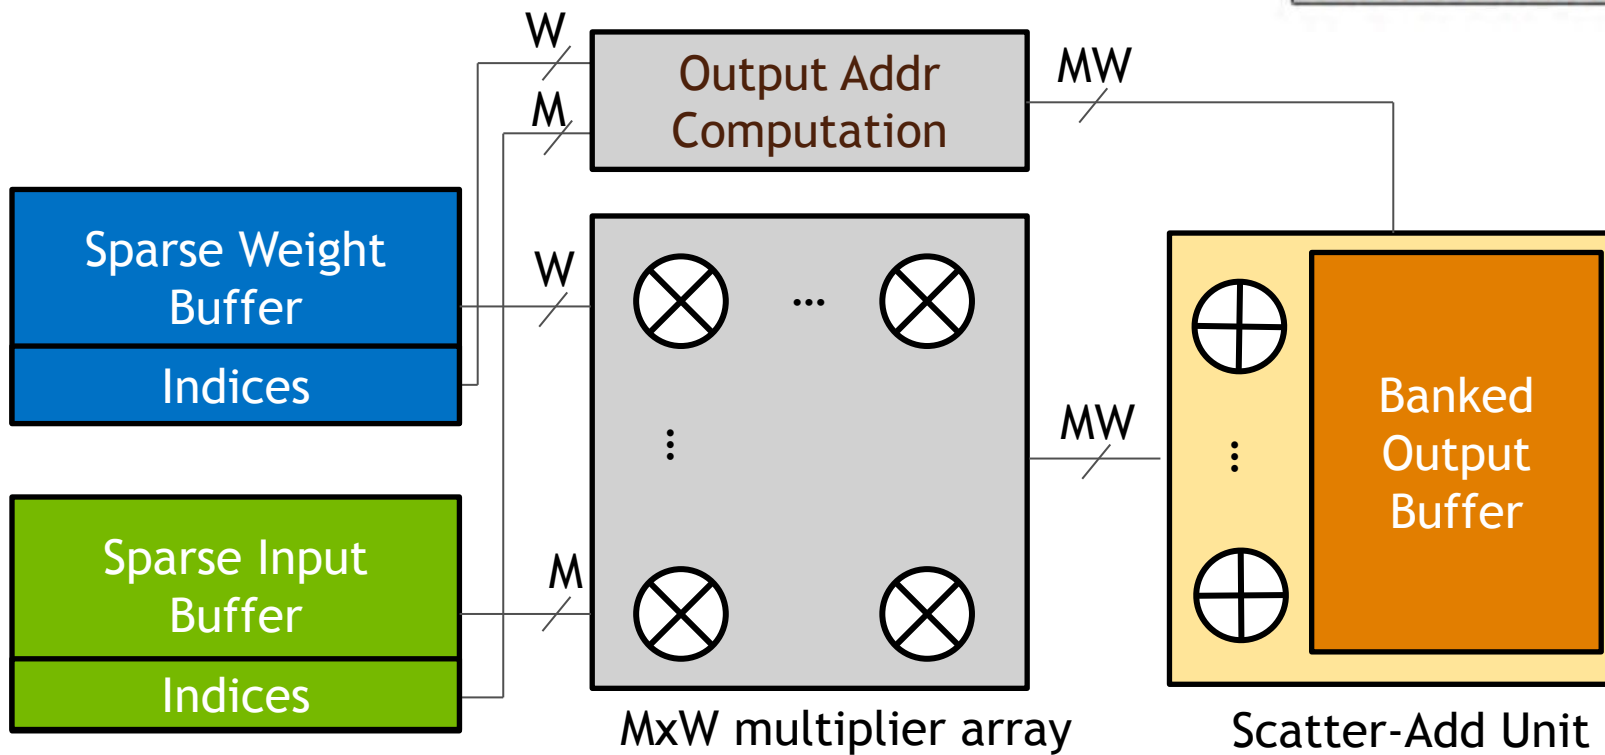 W
Output Addr
Computation
M
MW
Sparse Weight
Buffer
Indices
W
Sparse Input
Buffer
Indices
M
...
...
MxW multiplier array
MW
...
Banked
Output
Buffer
Scatter-Add Unit